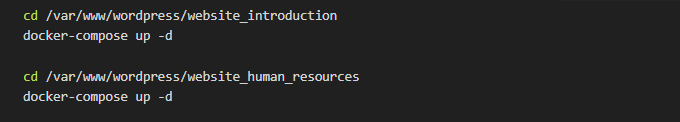 cd /var/www/wordpress/website_introduction
docker-compose up -d
cd /var/www/wordpress/website_human_resources
docker-compose up -d